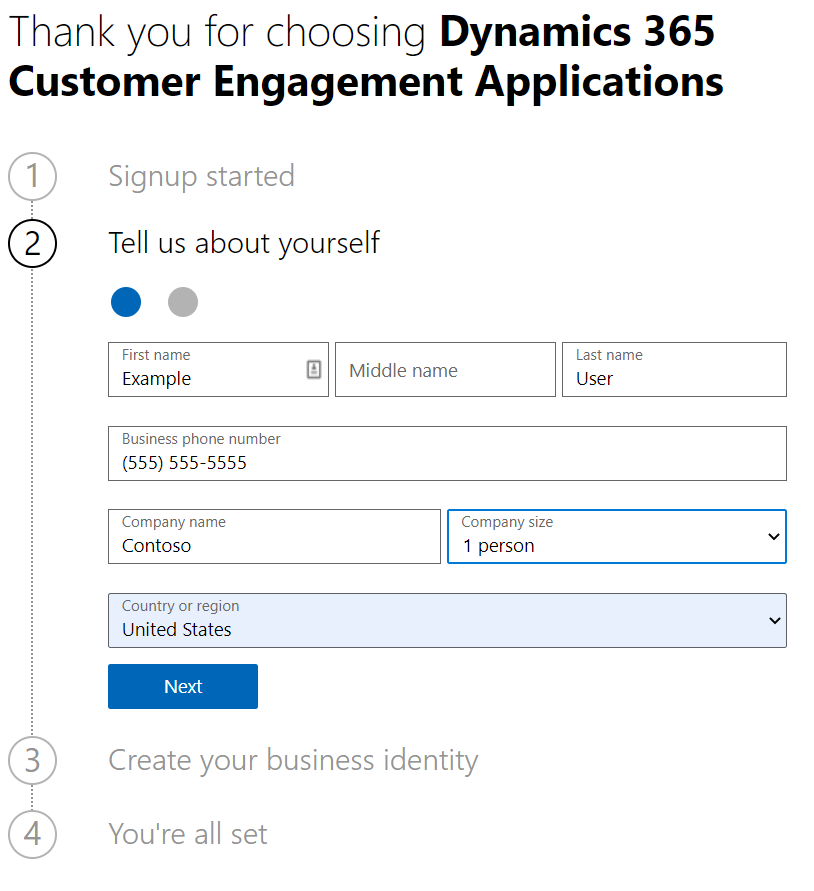 Thank you for choosing Dynamics 365
Customer Engagement Applications
1 Signup started
2 Tell us about yourself
First name
Example
Middle name
Last name
User
Business phone number
(555) 555-5555
Company name
Contoso
Company size
1 person
Country or region
United States
Next
3 Create your business identity
4 You're all set